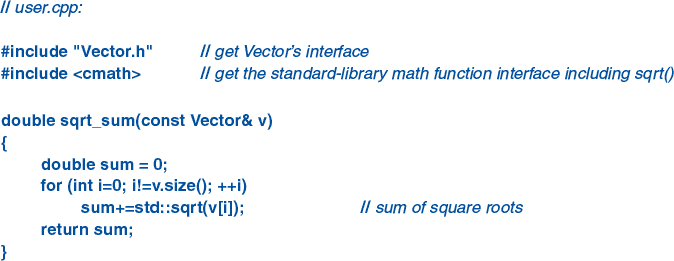 // user.cpp:
#include "Vector.h" // get Vector’s interface
#include <cmath> // get the standard-library math function interface including sqrt()
double sqrt_sum(const Vector& v)
{
double sum = 0;
for (int i=0; i!=v.size(); ++i)
sum+=std::sqrt(v[i]); // sum of square roots
return sum;
}